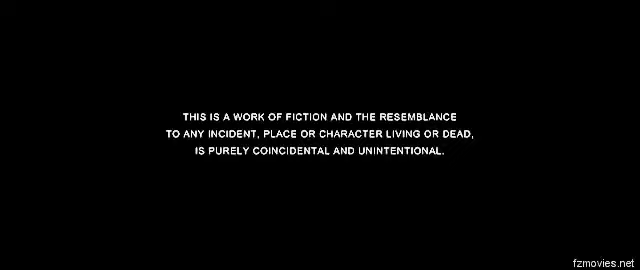 THIS IS A WORK OF FICTION AND THE RESEMBLANCE
TO ANY INCIDENT, PLACE OR CHARACTER LIVING OR DEAD,
IS PURELY COINCIDENTAL AND UNINTENTIONAL.
fzmovies.net